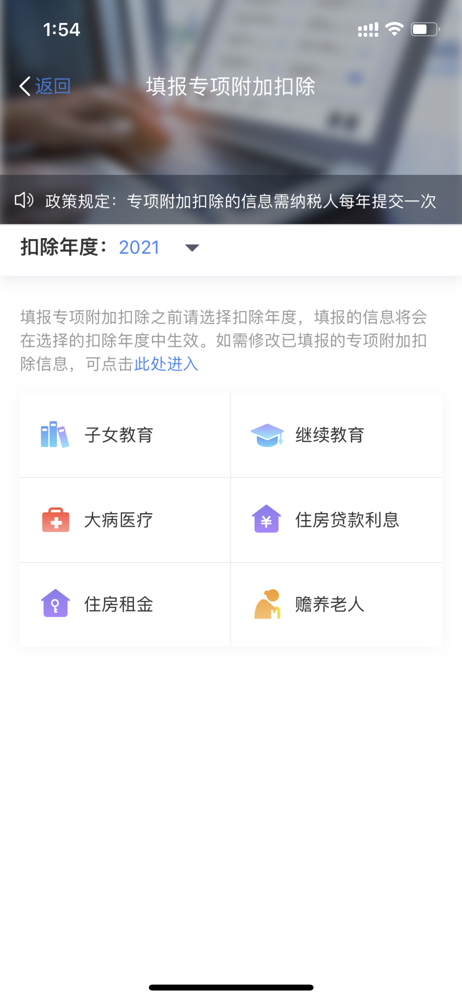 1:54
返回
填报专项附加扣除
政策规定：专项附加扣除的信息需纳税人每年提交一次
扣除年度：2021
填报专项附加扣除之前请选择扣除年度，填报的信息将会
在选择的扣除年度中生效。如需修改已填报的专项附加扣
除信息，可点击此处进入
子女教育
继续教育
大病医疗
住房贷款利息
住房租金
赡养老人